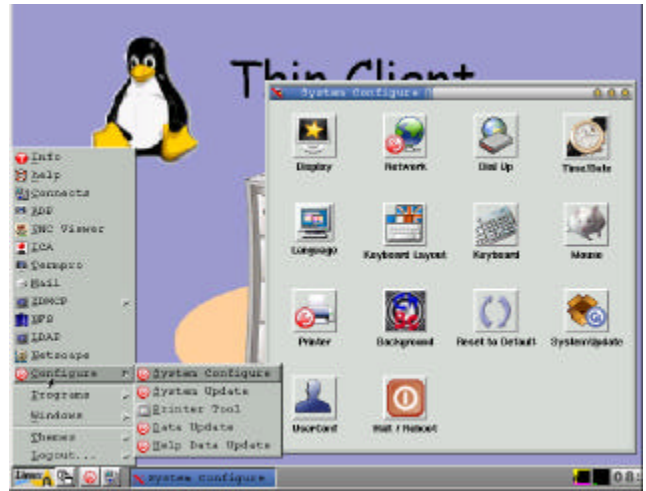 Thin Client
System Configure
Display
Network
Dial Up
Time/Date
Language
Keyboard Layout
Keyboard
Mouse
Printer
Background
Reset to Default
SystemUpdate
UserConf
Halt / Reboot
Info
help
Connects
RDP
VNC Viewer
ICA
Mail
XDMCP
NFS
LDAP
Netscape
Configure
Programs
Windows
Themes
Logout...
System Configure
System Update
Printer Tool
Data Update
Help Data Update
Linux
System Configure
08: